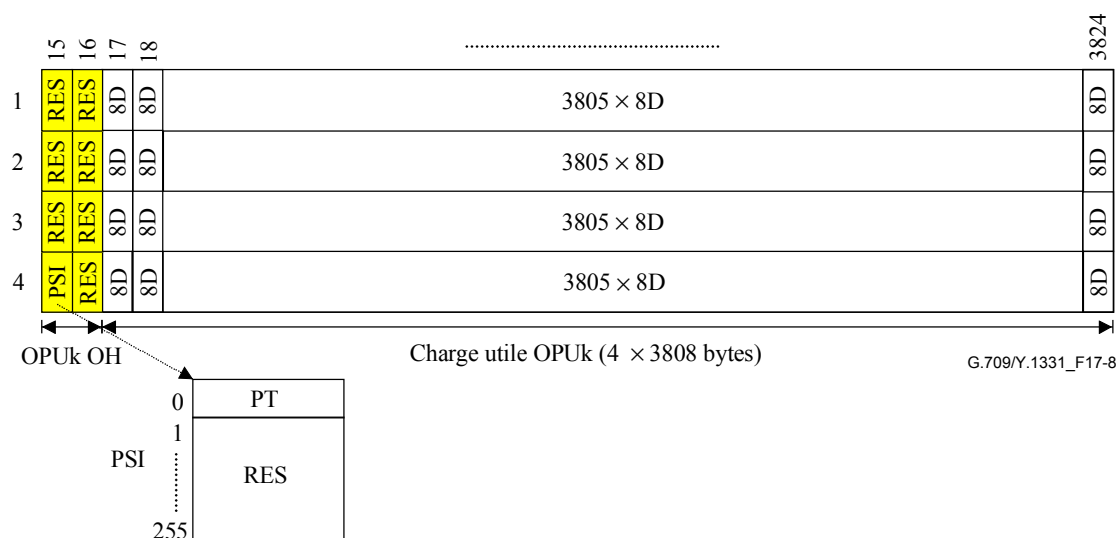 15 16 17 18 3824
1 RES RES 8D 8D 3805 × 8D 8D
2 RES RES 8D 8D 3805 × 8D 8D
3 RES RES 8D 8D 3805 × 8D 8D
4 PSI RES 8D 8D 3805 × 8D 8D
OPUk OH Charge utile OPUk (4 × 3808 bytes)
G.709/Y.1331_F17-8
0 PT
1
PSI RES
255